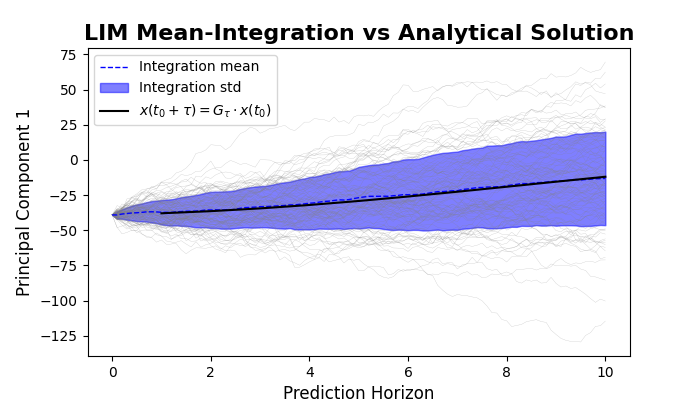 LIM Mean-Integration vs Analytical Solution
Integration mean
Integration std
x(t₀ + τ) = G_τ · x(t₀)
Principal Component 1
75
50
25
0
−25
−50
−75
−100
−125
0 2 4 6 8 10
Prediction Horizon